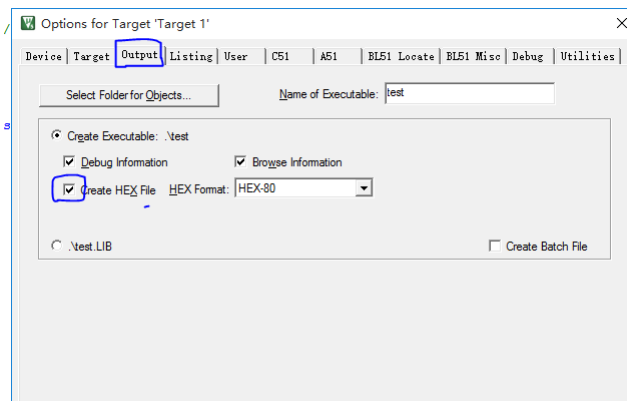 Options for Target 'Target 1'
Device Target Output Listing User C51 A51 BL51 Locate BL51 Misc Debug Utilities
Select Folder for Objects... Name of Executable: test
Create Executable: .\test
Debug Information Browse Information
Create HEX File HEX Format: HEX-80
.\test.LIB Create Batch File